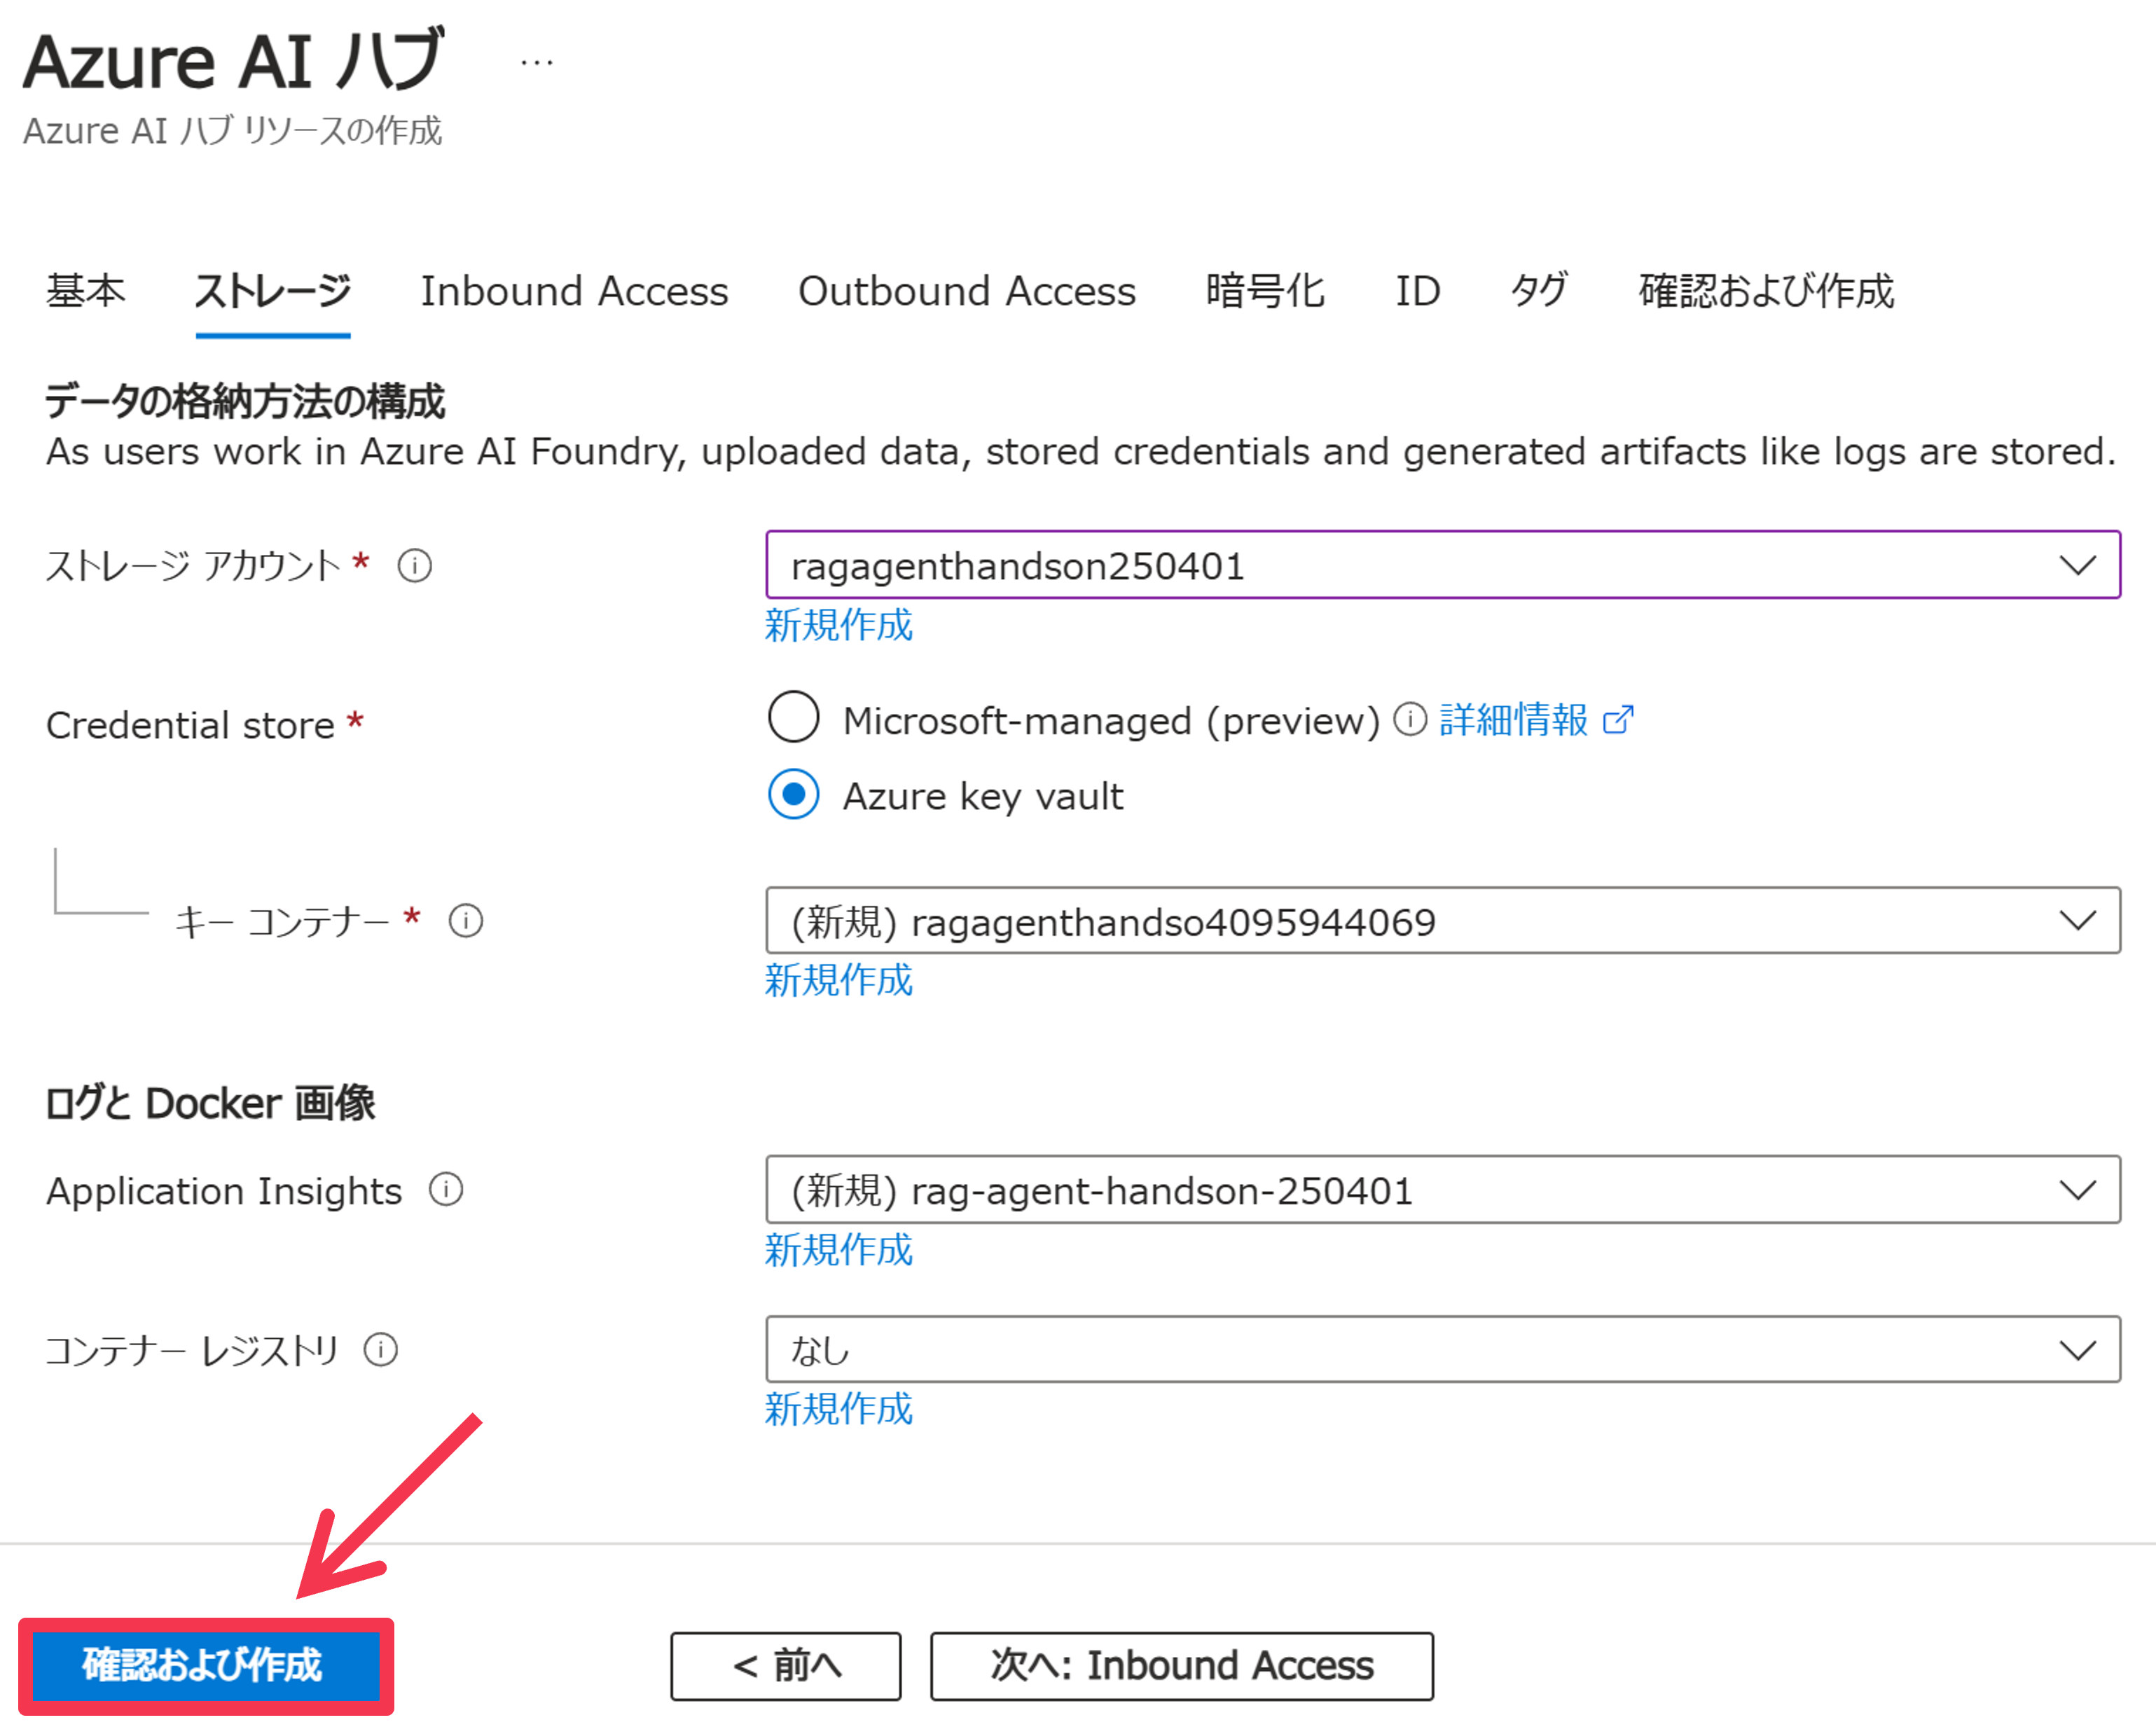 Azure AI ハブ ...
Azure AI ハブ リソースの作成
基本 ストレージ Inbound Access Outbound Access 暗号化 ID タグ 確認および作成
データの格納方法の構成
As users work in Azure AI Foundry, uploaded data, stored credentials and generated artifacts like logs are stored.
ストレージ アカウント * ragagenthandson250401
新規作成
Credential store * Microsoft-managed (preview) 詳細情報
Azure key vault
キー コンテナー * (新規) ragagenthandso4095944069
新規作成
ログと Docker 画像
Application Insights (新規) rag-agent-handson-250401
新規作成
コンテナー レジストリ なし
新規作成
確認および作成 < 前へ 次へ: Inbound Access